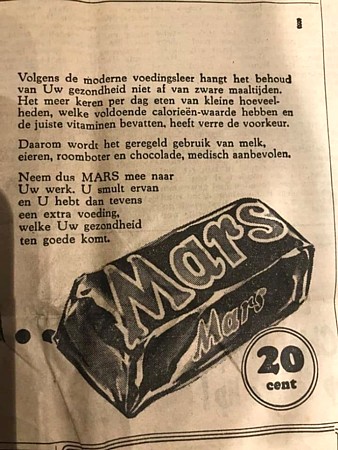 Volgens de moderne voedingsleer hangt het behoud
van Uw gezondheid niet af van zware maaltijden.
Het meer keren per dag eten van kleine hoeveel-
heden, welke voldoende calorieën-waarde hebben en
de juiste vitaminen bevatten, heeft verre de voorkeur.
Daarom wordt het geregeld gebruik van melk,
eieren, roomboter en chocolade, medisch aanbevolen.
Neem dus MARS mee naar
Uw werk. U smult ervan
en U hebt dan tevens
een extra voeding,
welke Uw gezondheid
ten goede komt.
Mars
Mars
20
cent